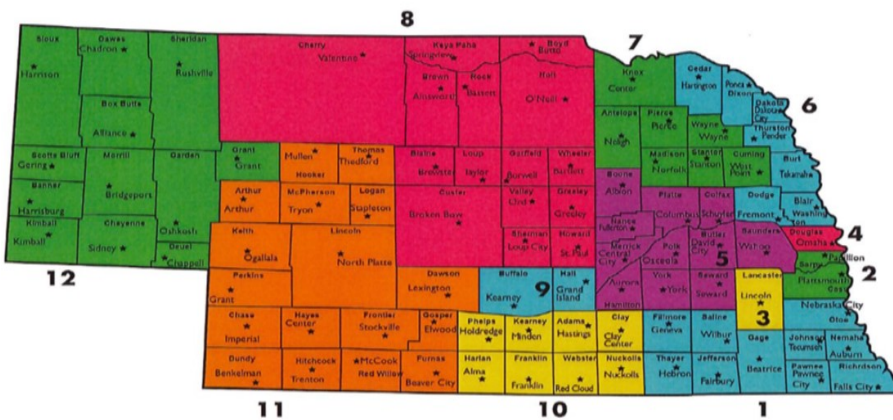 8
7
6
4
2
5
3
9
12
11
10
1
Sioux
Harrison
Dawes
Chadron
Sheridan
Rushville
Box Butte
Alliance
Scotts Bluff
Gering
Morrill
Bridgeport
Garden
Oshkosh
Banner
Harrisburg
Kimball
Kimball
Cheyenne
Sidney
Deuel
Chappell
Grant
Grant
Cherry
Valentine
Keya Paha
Springview
Boyd
Butte
Brown
Ainsworth
Rock
Bassett
Holt
O'Neill
Blaine
Brewster
Loup
Taylor
Garfield
Burwell
Wheeler
Bartlett
Custer
Broken Bow
Valley
Ord
Greeley
Greeley
Sherman
Loup City
Howard
St. Paul
Mullen
Hooker
Thomas
Thedford
Arthur
Arthur
McPherson
Tryon
Logan
Stapleton
Keith
Ogallala
Lincoln
North Platte
Perkins
Grant
Dawson
Lexington
Chase
Imperial
Hayes
Center
Frontier
Stockville
Gosper
Elwood
Dundy
Benkelman
Hitchcock
Trenton
McCook
Red Willow
Furnas
Beaver City
Buffalo
Kearney
Hall
Grand
Island
Phelps
Holdredge
Kearney
Minden
Adams
Hastings
Clay
Clay
Center
Harlan
Alma
Franklin
Franklin
Webster
Red Cloud
Nuckolls
Nuckolls
Knox
Center
Antelope
Neligh
Pierce
Pierce
Wayne
Wayne
Madison
Norfolk
Stanton
Stanton
Cuming
West
Point
Cedar
Hartington
Ponca
Dixon
Dakota
Dakota
City
Thurston
Pender
Burt
Tekamah
Dodge
Fremont
Blair
Washing
ton
Boone
Albion
Platte
Columbus
Colfax
Schuyler
Nance
Fullerton
Merrick
Central
City
Polk
Osceola
Butler
David
City
Saunders
Wahoo
Aurora
Hamilton
York
York
Seward
Seward
Douglas
Omaha
Sarpy
Papillion
Plattsmouth
Cass
Lancaster
Lincoln
Nebraska City
Otoe
Fillmore
Geneva
Saline
Wilbur
Gage
Beatrice
Johnson
Tecumseh
Nemaha
Auburn
Thayer
Hebron
Jefferson
Fairbury
Pawnee
Pawnee
City
Richrdson
Falls City